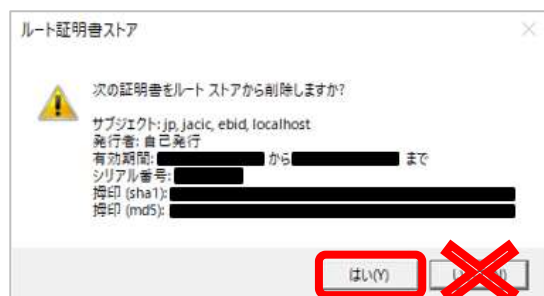 ルート証明書ストア
次の証明書をルート ストアから削除しますか?
サブジェクト: jp, jacic, ebid, localhost
発行者: 自己発行
有効期間: から まで
シリアル番号:
拇印 (sha1):
拇印 (md5):
はい(Y)